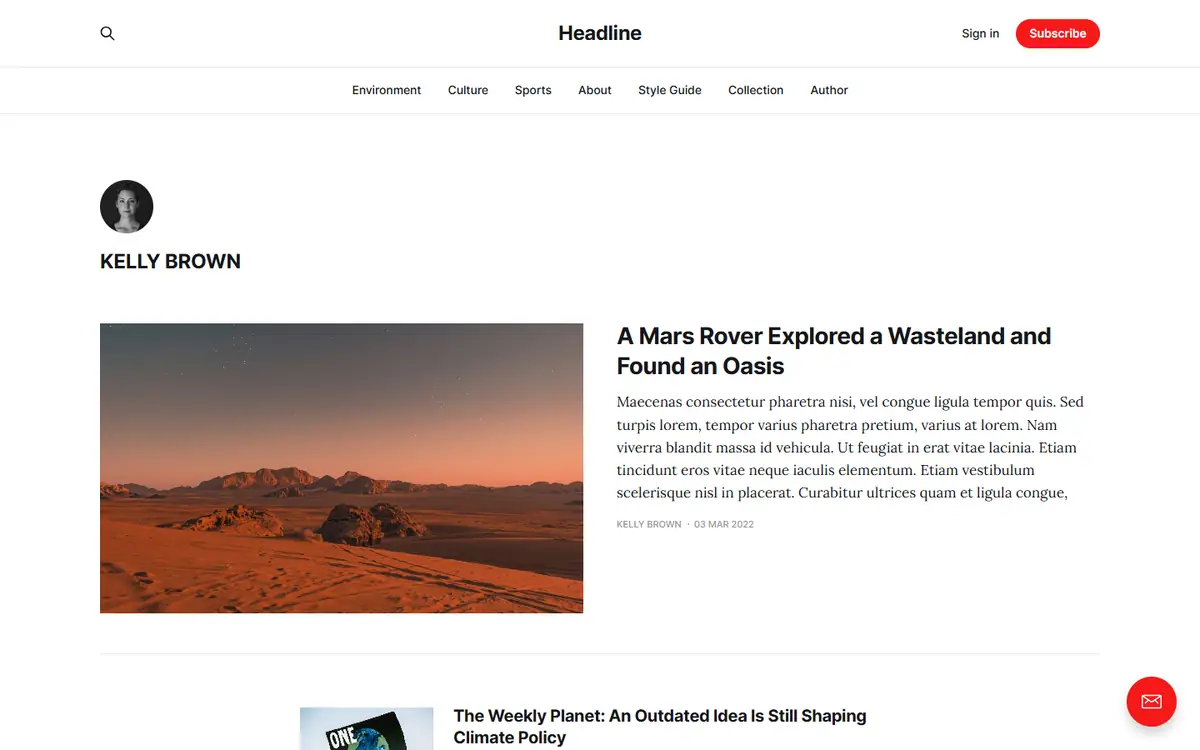 Headline
Sign in
Subscribe
Environment
Culture
Sports
About
Style Guide
Collection
Author
KELLY BROWN
A Mars Rover Explored a Wasteland and
Found an Oasis
Maecenas consectetur pharetra nisi, vel congue ligula tempor quis. Sed
turpis lorem, tempor varius pharetra pretium, varius at lorem. Nam
viverra blandit massa id vehicula. Ut feugiat in erat vitae lacinia. Etiam
tincidunt eros vitae neque iaculis elementum. Etiam vestibulum
scelerisque nisl in placerat. Curabitur ultrices quam et ligula congue,
KELLY BROWN · 03 MAR 2022
ONE
The Weekly Planet: An Outdated Idea Is Still Shaping
Climate Policy